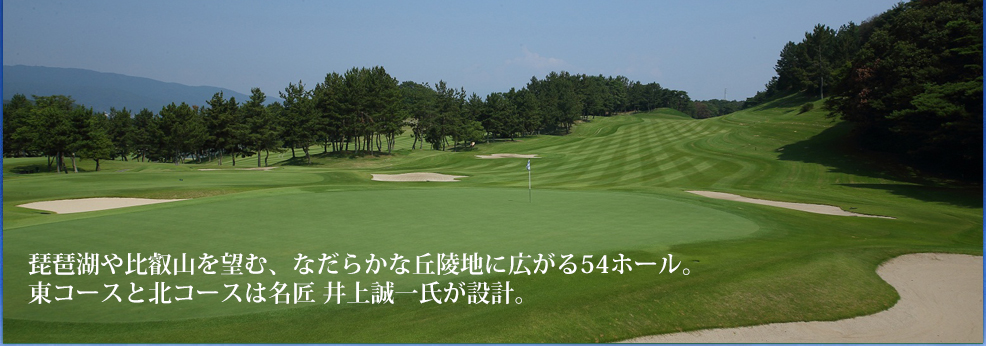 琵琶湖や比叡山を望む、なだらかな丘陵地に広がる54ホール。
東コースと北コースは名匠 井上誠一氏が設計。